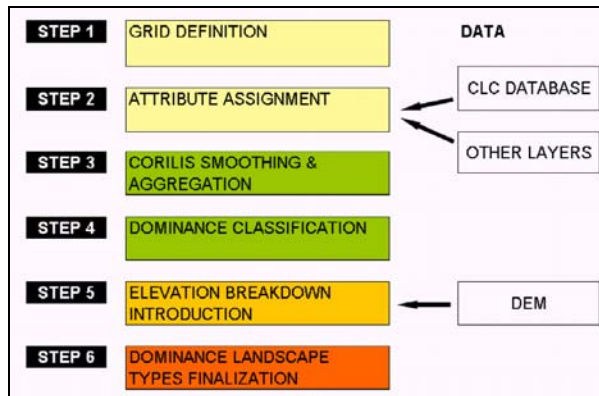 STEP 1
GRID DEFINITION
DATA
STEP 2
ATTRIBUTE ASSIGNMENT
CLC DATABASE
OTHER LAYERS
STEP 3
CORILIS SMOOTHING &
AGGREGATION
STEP 4
DOMINANCE CLASSIFICATION
STEP 5
ELEVATION BREAKDOWN
INTRODUCTION
DEM
STEP 6
DOMINANCE LANDSCAPE
TYPES FINALIZATION